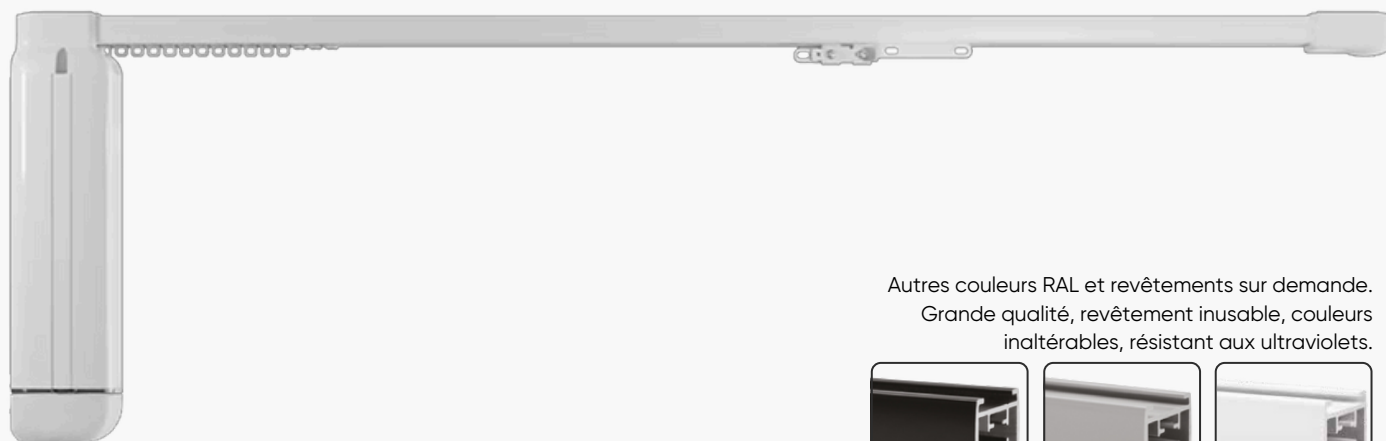 Autres couleurs RAL et revêtements sur demande.
Grande qualité, revêtement inusable, couleurs
inaltérables, résistant aux ultraviolets.